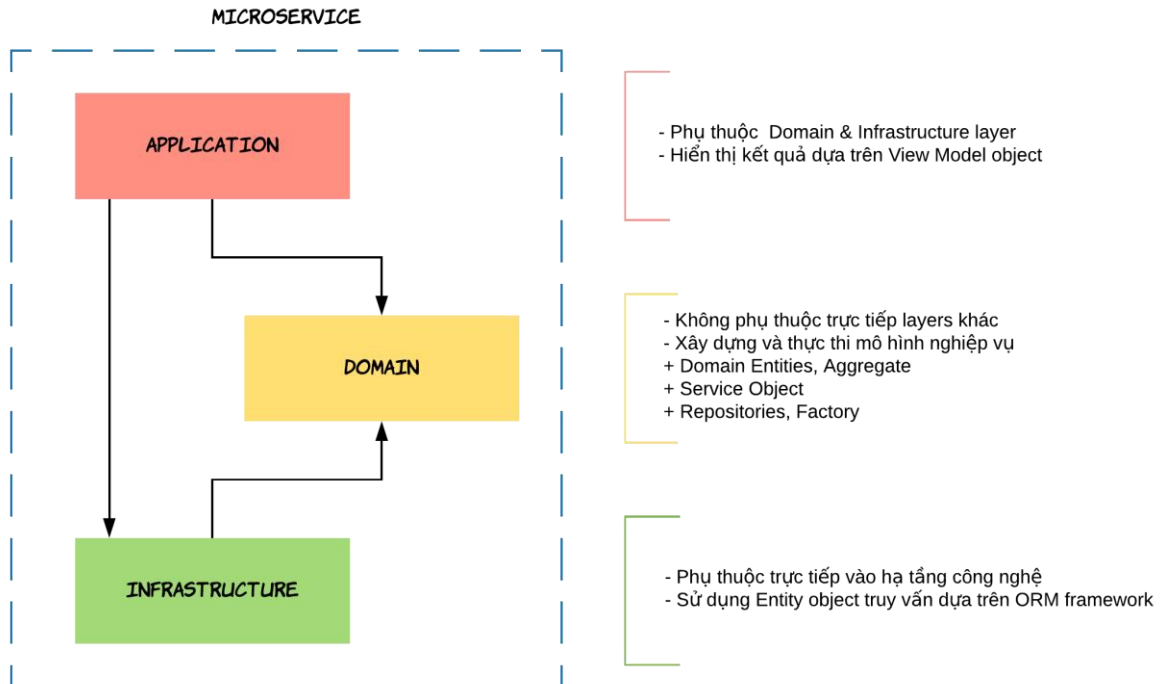 MICROSERVICE
APPLICATION
- Phụ thuộc Domain & Infrastructure layer
- Hiển thị kết quả dựa trên View Model object
DOMAIN
- Không phụ thuộc trực tiếp layers khác
- Xây dựng và thực thi mô hình nghiệp vụ
+ Domain Entities, Aggregate
+ Service Object
+ Repositories, Factory
INFRASTRUCTURE
- Phụ thuộc trực tiếp vào hạ tầng công nghệ
- Sử dụng Entity object truy vấn dựa trên ORM framework